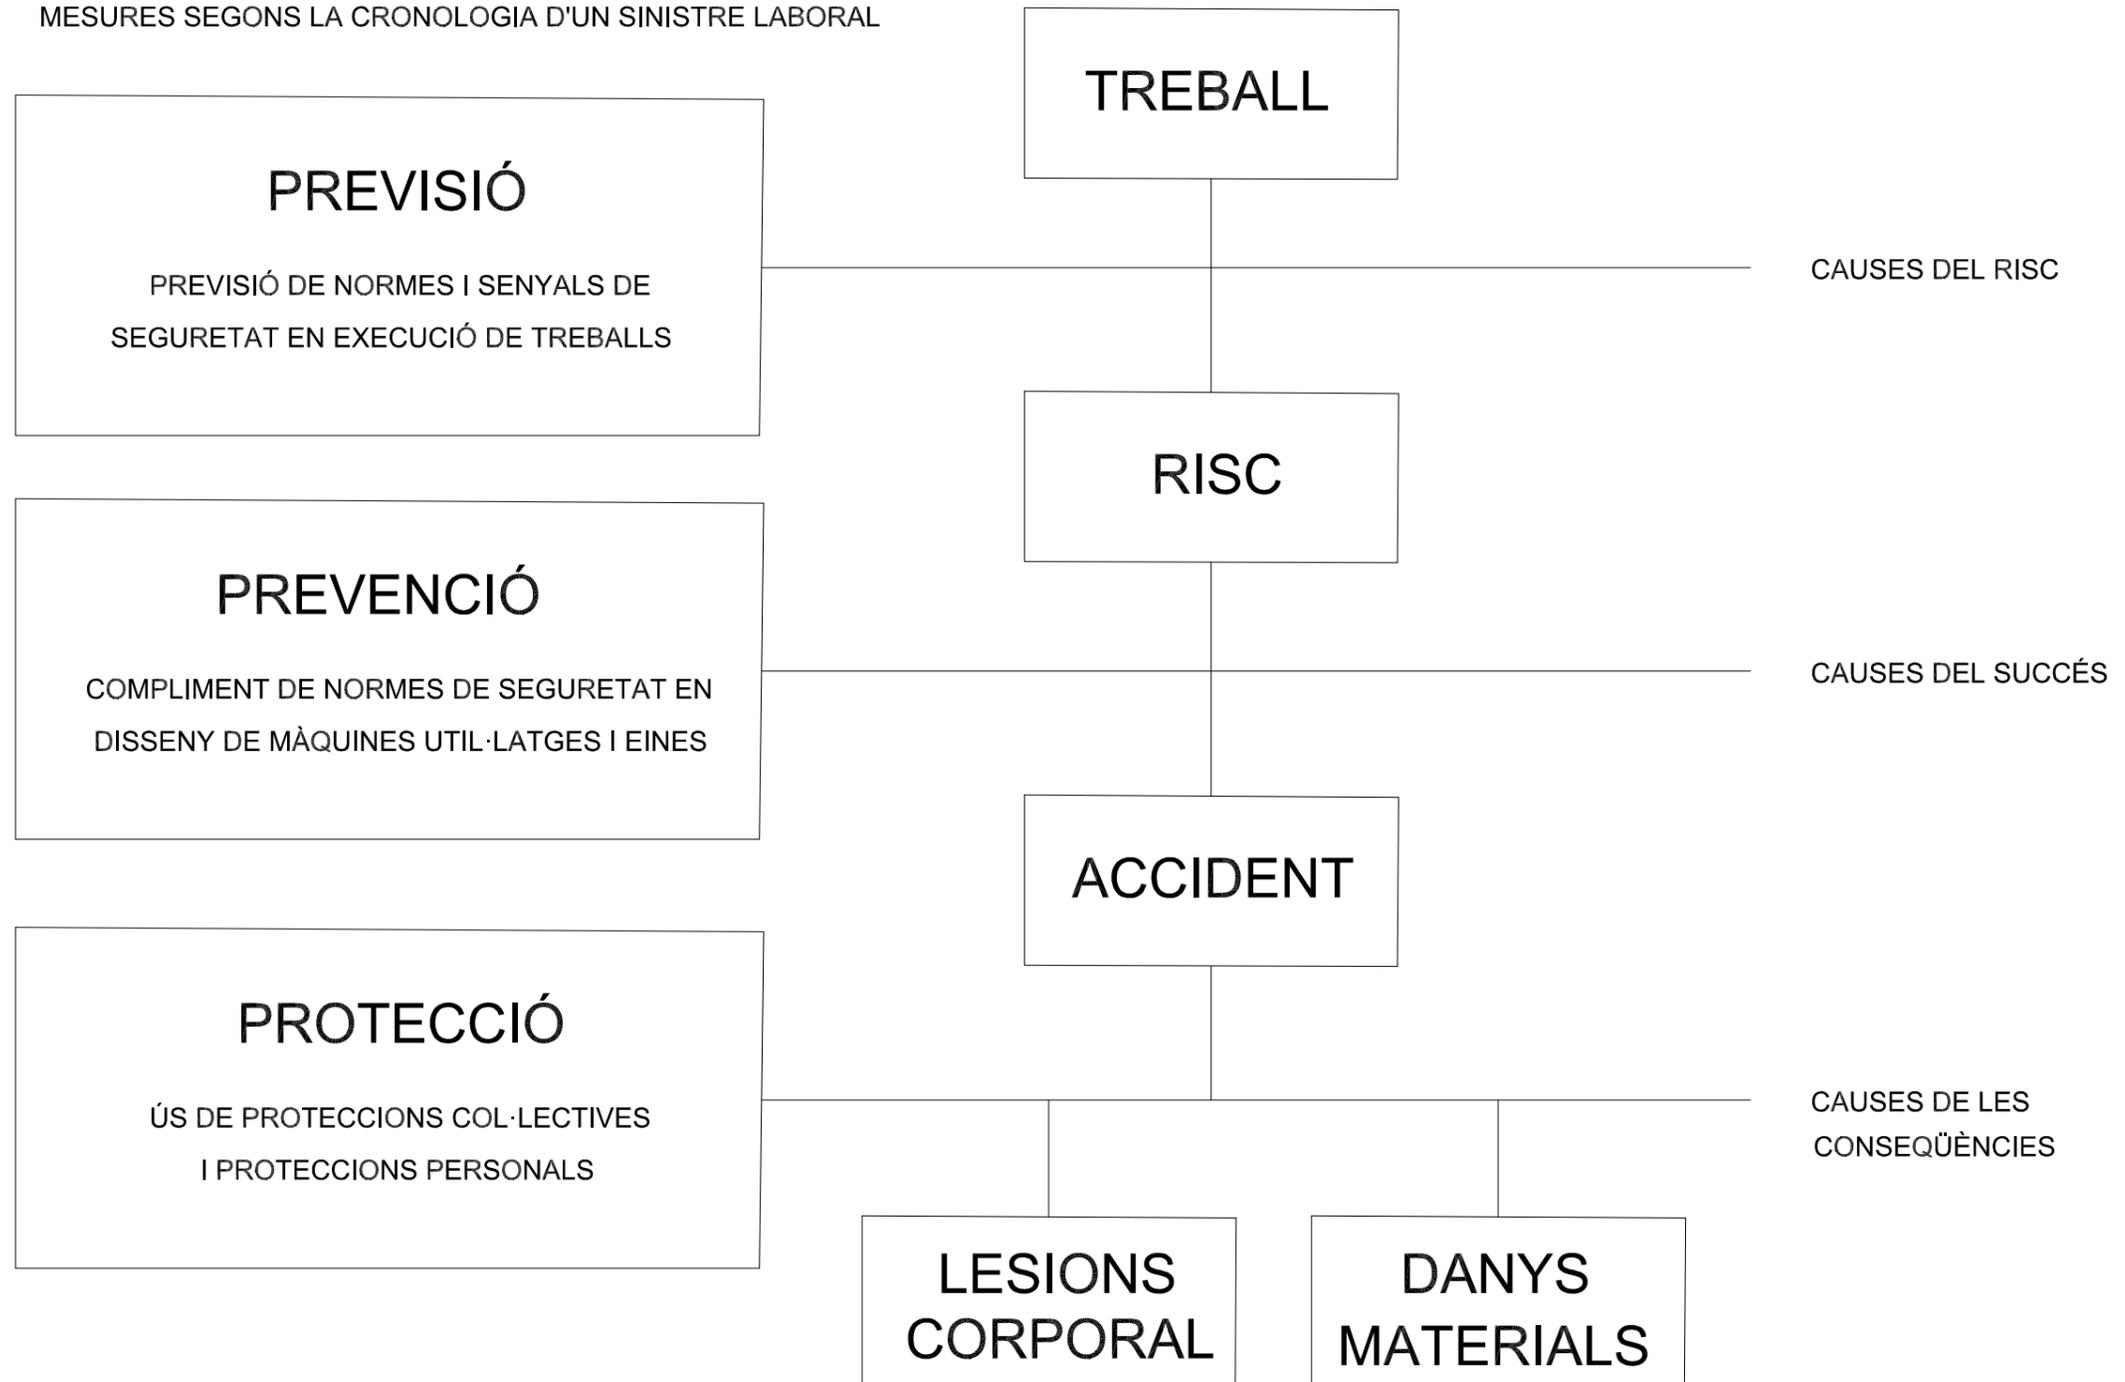 MESURES SEGONS LA CRONOLOGIA D'UN SINISTRE LABORAL
TREBALL
PREVISIÓ
PREVISIÓ DE NORMES I SENYALS DE
SEGURETAT EN EXECUCIÓ DE TREBALLS
CAUSES DEL RISC
RISC
PREVENCIÓ
COMPLIMENT DE NORMES DE SEGURETAT EN
DISSENY DE MÀQUINES UTIL·LATGES I EINES
CAUSES DEL SUCCÉS
ACCIDENT
PROTECCIÓ
ÚS DE PROTECCIONS COL·LECTIVES
I PROTECCIONS PERSONALS
CAUSES DE LES
CONSEQÜÈNCIES
LESIONS
CORPORAL
DANYS
MATERIALS